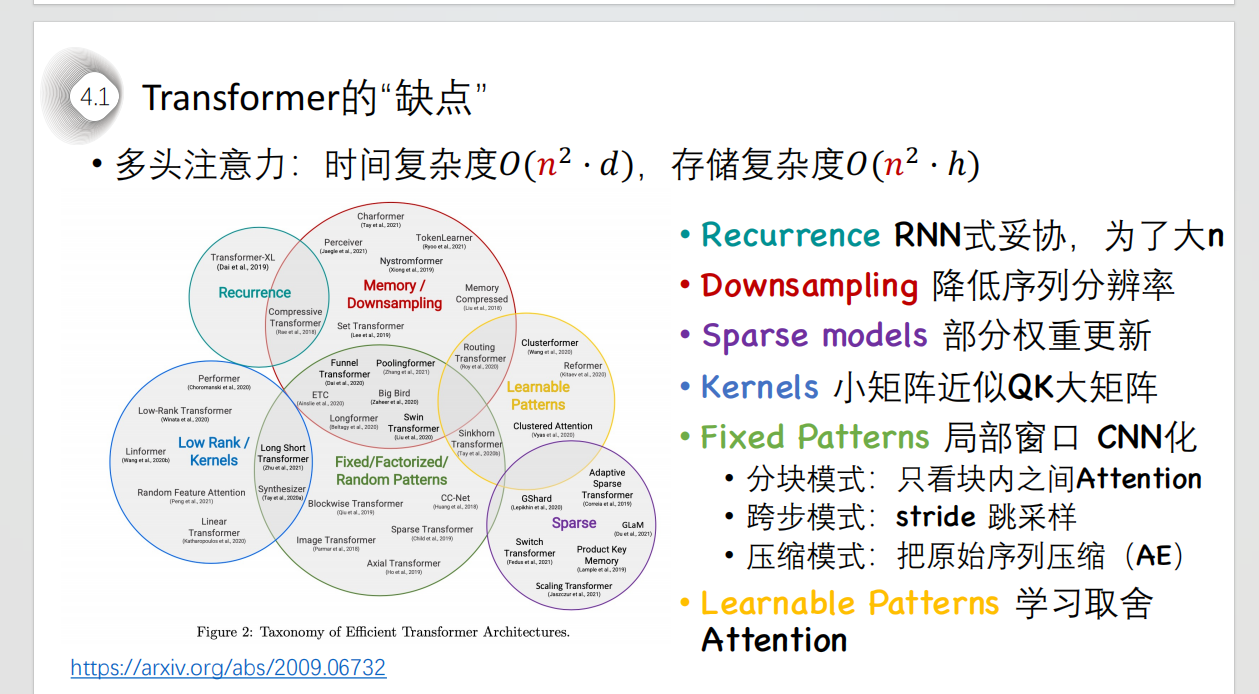 4.1
Transformer的“缺点”
• 多头注意力：时间复杂度O(n² · d)，存储复杂度O(n² · h)
Charformer
(Tay et al., 2021)
Perceiver
(Jaegle et al., 2021)
TokenLearner
(Ryoo et al., 2021)
Transformer-XL
(Dai et al., 2019)
Nystromformer
(Xiong et al., 2019)
Recurrence
Memory /
Downsampling
Memory
Compressed
(Liu et al., 2018)
Compressive
Transformer
(Rae et al., 2018)
Set Transformer
(Lee et al., 2019)
Funnel
Transformer
(Dai et al., 2020)
Poolingformer
(Zhang et al., 2021)
Routing
Transformer
(Roy et al., 2020)
Clusterformer
(Wang et al., 2020)
Reformer
(Kitaev et al., 2020)
Learnable
Patterns
ETC
(Ainslie et al., 2020)
Big Bird
(Zaheer et al., 2020)
Longformer
(Beltagy et al., 2020)
Swin
Transformer
(Liu et al., 2020)
Clustered Attention
(Vyas et al., 2020)
Sinkhorn
Transformer
(Tay et al., 2020b)
Performer
(Choromanski et al., 2020)
Low-Rank Transformer
(Winata et al., 2020)
Linformer
(Wang et al., 2020b)
Low Rank /
Kernels
Long Short
Transformer
(Zhu et al., 2021)
Synthesizer
(Tay et al., 2020a)
Random Feature Attention
(Peng et al., 2021)
Linear
Transformer
(Katharopoulos et al., 2020)
Fixed/Factorized/
Random Patterns
Blockwise Transformer
(Qiu et al., 2019)
CC-Net
(Huang et al., 2018)
Sparse Transformer
(Child et al., 2019)
Image Transformer
(Parmar et al., 2018)
Axial Transformer
(Ho et al., 2019)
Adaptive
Sparse
Transformer
(Correia et al., 2019)
GShard
(Lepikhin et al., 2020)
Sparse
GLaM
(Du et al., 2021)
Switch
Transformer
(Fedus et al., 2021)
Product Key
Memory
(Lample et al., 2019)
Scaling Transformer
(Jaszczur et al., 2021)
Figure 2: Taxonomy of Efficient Transformer Architectures.
https://arxiv.org/abs/2009.06732
• Recurrence RNN式妥协，为了大n
• Downsampling 降低序列分辨率
• Sparse models 部分权重更新
• Kernels 小矩阵近似QK大矩阵
• Fixed Patterns 局部窗口 CNN化
• 分块模式：只看块内之间Attention
• 跨步模式：stride 跳采样
• 压缩模式：把原始序列压缩（AE）
• Learnable Patterns 学习取舍
Attention